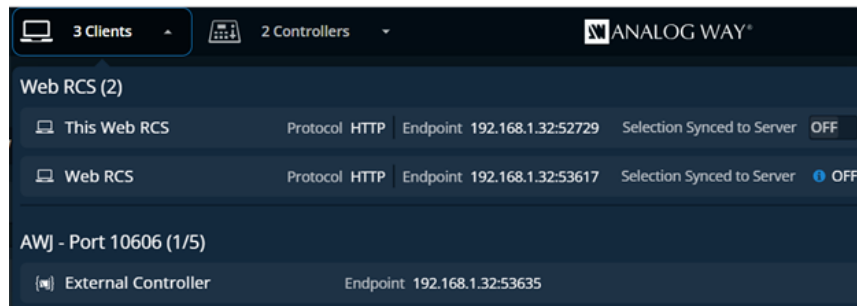 3 Clients 2 Controllers ANALOG WAY®
Web RCS (2)
This Web RCS Protocol HTTP Endpoint 192.168.1.32:52729 Selection Synced to Server OFF
Web RCS Protocol HTTP Endpoint 192.168.1.32:53617 Selection Synced to Server OFF
AWJ - Port 10606 (1/5)
External Controller Endpoint 192.168.1.32:53635